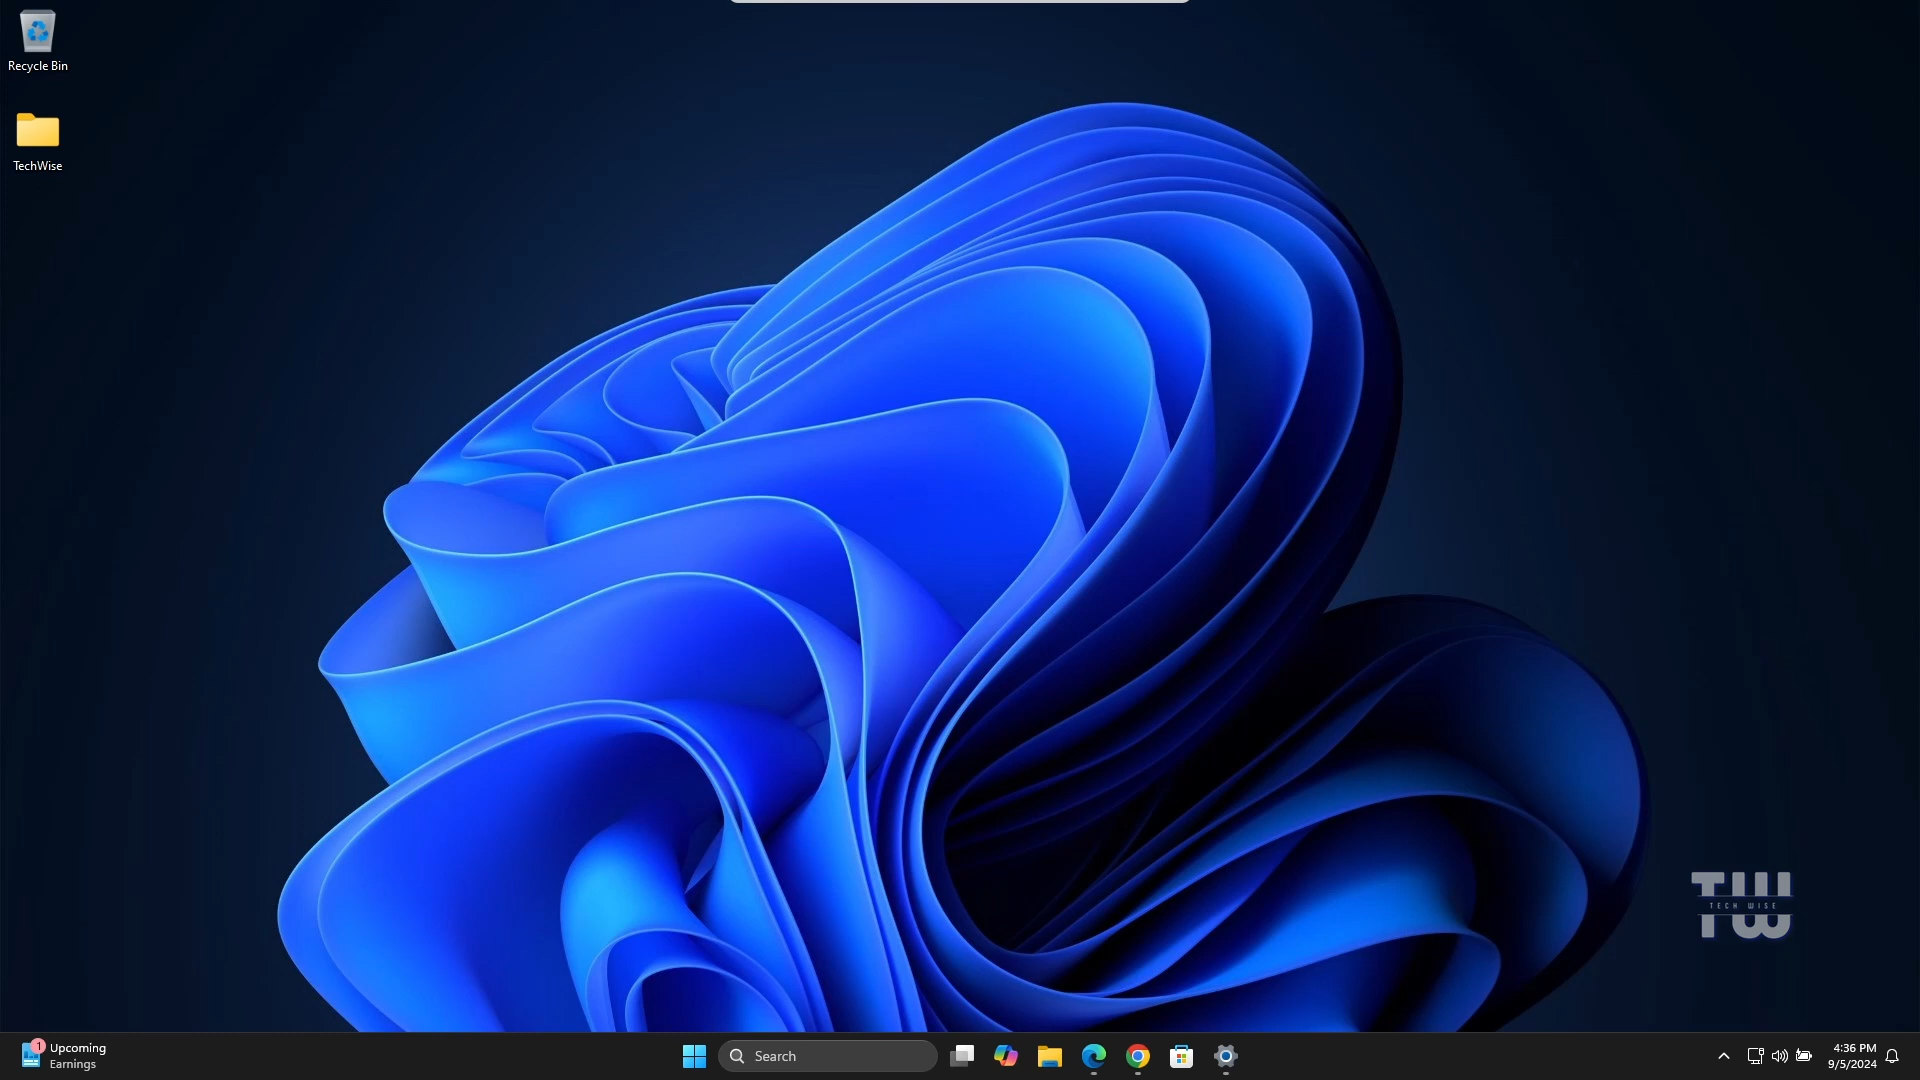 Recycle Bin
TechWise
TW
TECH WISE
1
Upcoming
Earnings
Search
4:36 PM
9/5/2024